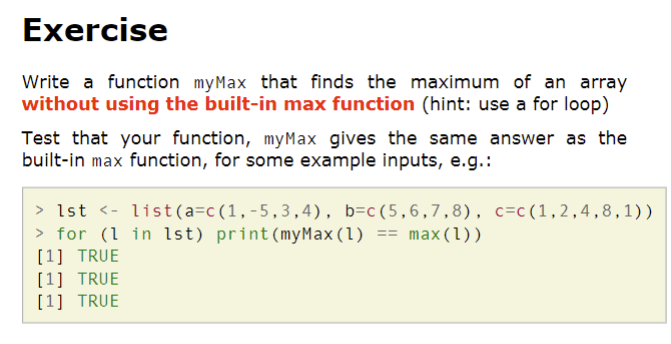 Exercise
Write a function myMax that finds the maximum of an array
without using the built-in max function (hint: use a for loop)
Test that your function, myMax gives the same answer as the
built-in max function, for some example inputs, e.g.:
> lst <- list(a=c(1,-5,3,4), b=c(5,6,7,8), c=c(1,2,4,8,1))
> for (l in lst) print(myMax(l) == max(l))
[1] TRUE
[1] TRUE
[1] TRUE